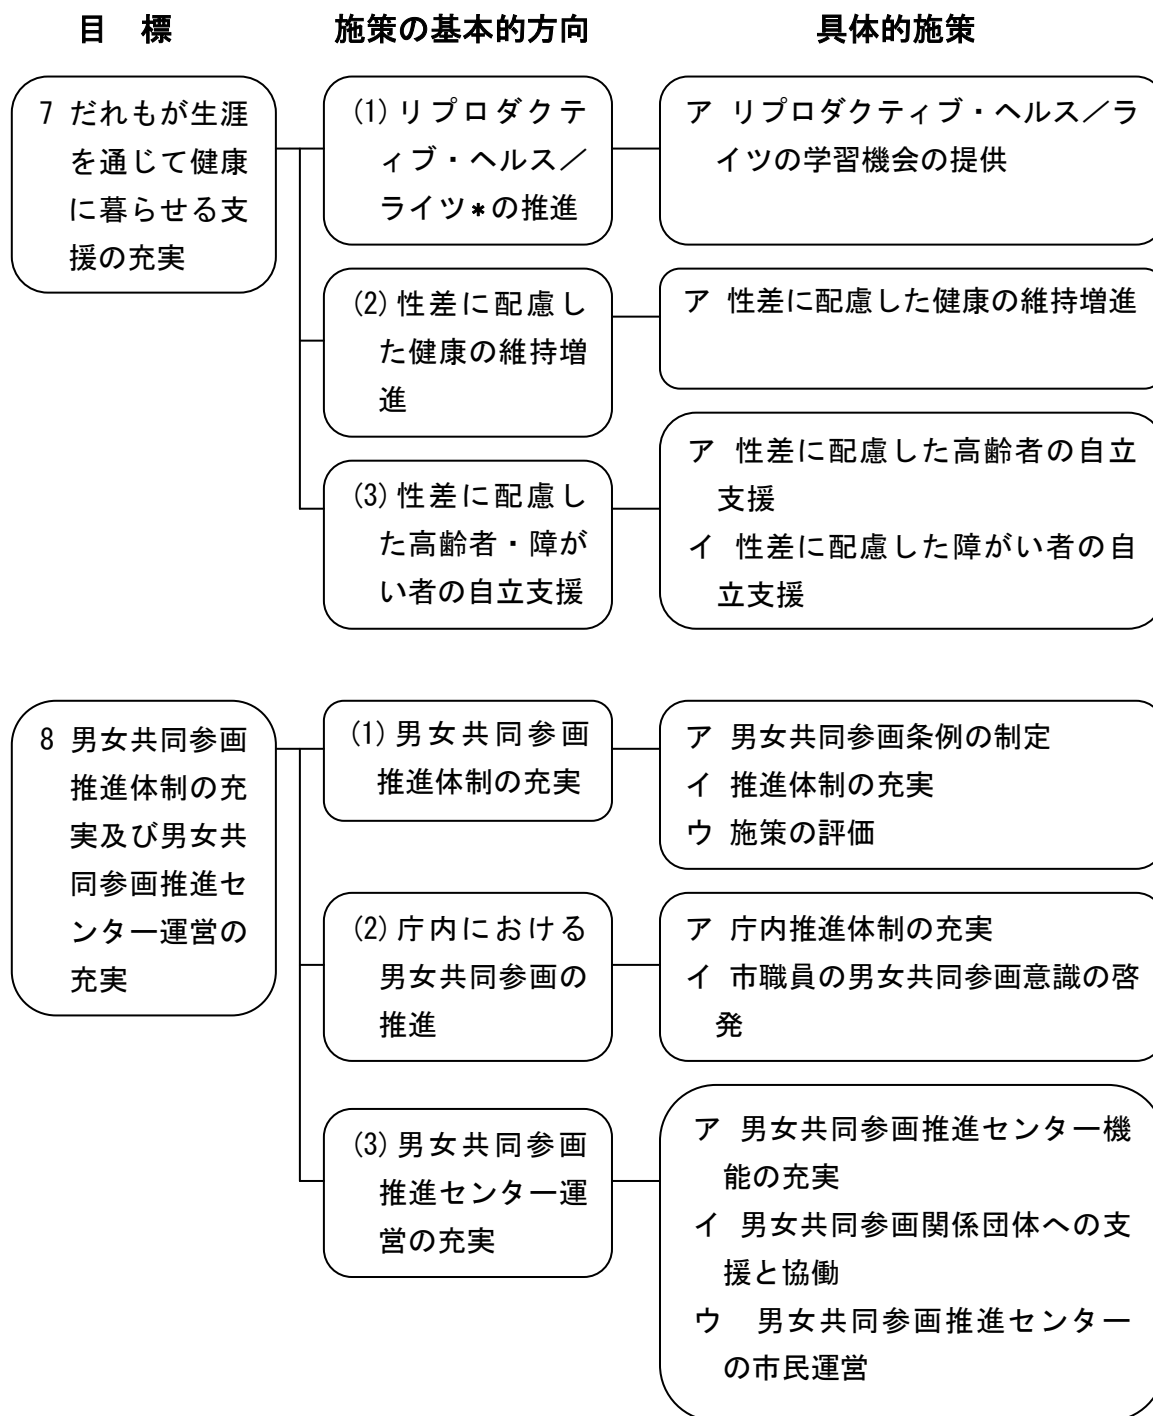 目 標
施策の基本的方向
具体的施策
7 だれもが生涯
を通じて健康
に暮らせる支
援の充実
(1) リプロダクテ
ィブ・ヘルス／
ライツ＊の推進
ア リプロダクティブ・ヘルス／ラ
イツの学習機会の提供
(2) 性差に配慮し
た健康の維持増
進
ア 性差に配慮した健康の維持増進
(3) 性差に配慮し
た高齢者・障が
い者の自立支援
ア 性差に配慮した高齢者の自立
支援
イ 性差に配慮した障がい者の自
立支援
8 男女共同参画
推進体制の充
実及び男女共
同参画推進セ
ンター運営の
充実
(1) 男女共同参画
推進体制の充実
ア 男女共同参画条例の制定
イ 推進体制の充実
ウ 施策の評価
(2) 庁内における
男女共同参画の
推進
ア 庁内推進体制の充実
イ 市職員の男女共同参画意識の啓
発
(3) 男女共同参画
推進センター運
営の充実
ア 男女共同参画推進センター機
能の充実
イ 男女共同参画関係団体への支
援と協働
ウ 男女共同参画推進センター
の市民運営